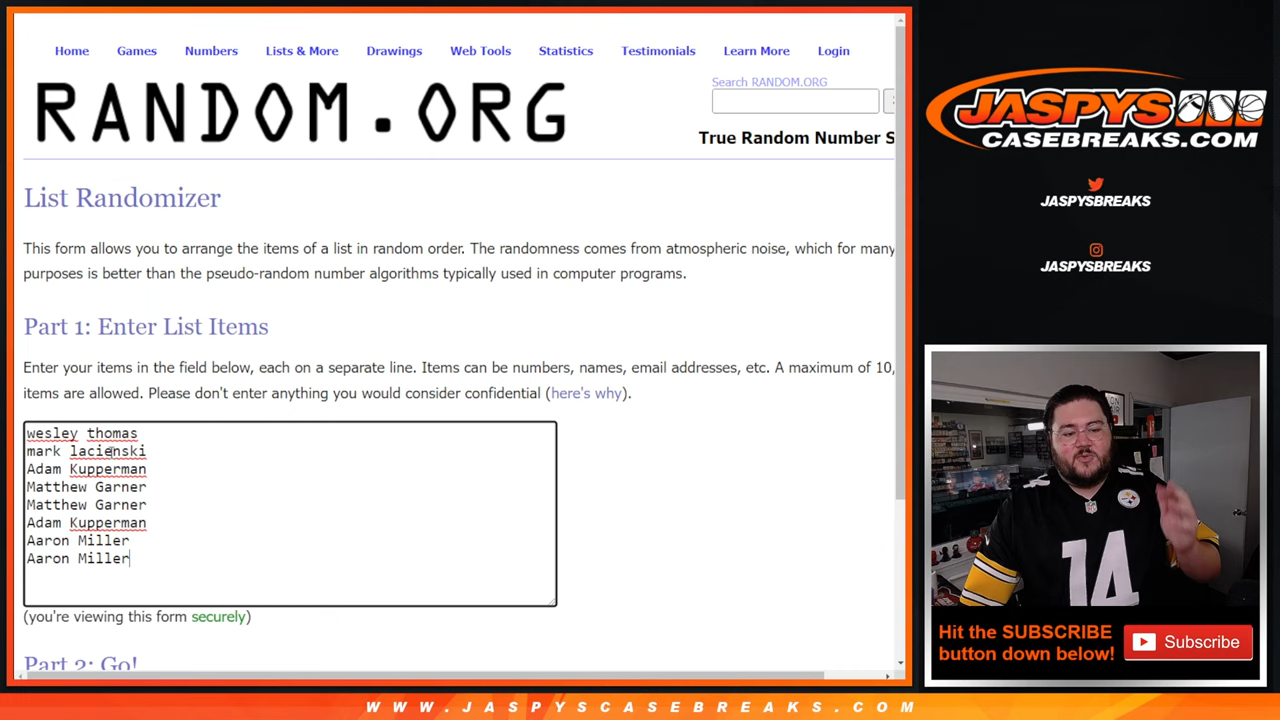 Home Games Numbers Lists & More Drawings Web Tools Statistics Testimonials Learn More Login
RANDOM.ORG
Search RANDOM.ORG
True Random Number S
List Randomizer
This form allows you to arrange the items of a list in random order. The randomness comes from atmospheric noise, which for many
purposes is better than the pseudo-random number algorithms typically used in computer programs.
Part 1: Enter List Items
Enter your items in the field below, each on a separate line. Items can be numbers, names, email addresses, etc. A maximum of 10,
items are allowed. Please don't enter anything you would consider confidential (here's why).
wesley thomas
mark lacienski
Adam Kupperman
Matthew Garner
Matthew Garner
Adam Kupperman
Aaron Miller
Aaron Miller
(you're viewing this form securely)
Part 2: Go!
JASPYS
CASEBREAKS.COM
JASPYSBREAKS
JASPYSBREAKS
14
Hit the SUBSCRIBE
button down below!
Subscribe
WWW.JASPYSCASEBREAKS.COM